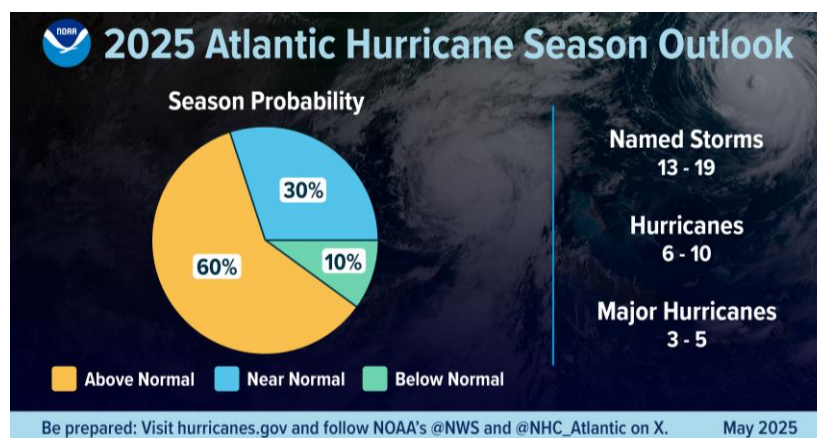 NOAA
2025 Atlantic Hurricane Season Outlook
Season Probability
30%
60%
10%
Above Normal
Near Normal
Below Normal
Named Storms
13 - 19
Hurricanes
6 - 10
Major Hurricanes
3 - 5
Be prepared: Visit hurricanes.gov and follow NOAA's @NWS and @NHC_Atlantic on X.
May 2025